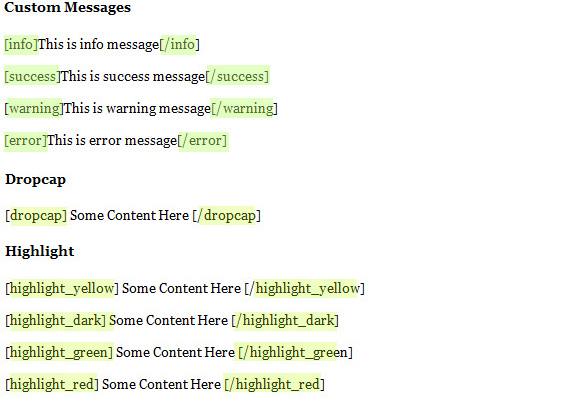 Custom Messages
[info]This is info message[/info]
[success]This is success message[/success]
[warning]This is warning message[/warning]
[error]This is error message[/error]
Dropcap
[dropcap] Some Content Here [/dropcap]
Highlight
[highlight_yellow] Some Content Here [/highlight_yellow]
[highlight_dark] Some Content Here [/highlight_dark]
[highlight_green] Some Content Here [/highlight_green]
[highlight_red] Some Content Here [/highlight_red]